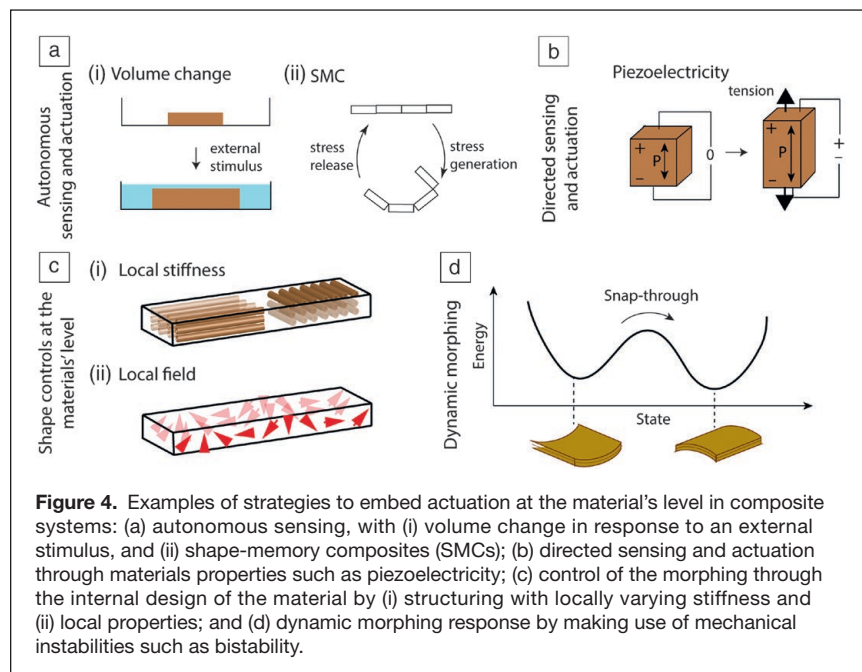 a
Autonomous
sensing and actuation
(i) Volume change
external
stimulus
(ii) SMC
stress
release
stress
generation
b
Directed sensing
and actuation
Piezoelectricity
tension
+
P
−
0
+
P
−
+
−
c
Shape controls at the
materials' level
(i) Local stiffness
(ii) Local field
d
Dynamic morphing
Energy
Snap-through
State
Figure 4. Examples of strategies to embed actuation at the material's level in composite
systems: (a) autonomous sensing, with (i) volume change in response to an external
stimulus, and (ii) shape-memory composites (SMCs); (b) directed sensing and actuation
through materials properties such as piezoelectricity; (c) control of the morphing through
the internal design of the material by (i) structuring with locally varying stiffness and
(ii) local properties; and (d) dynamic morphing response by making use of mechanical
instabilities such as bistability.